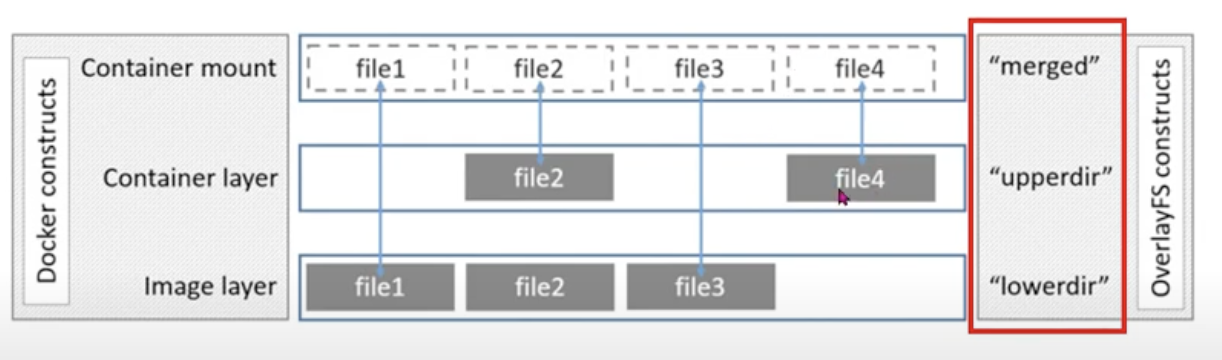 Docker constructs
Container mount
file1
file2
file3
file4
“merged”
Container layer
file2
file4
“upperdir”
Image layer
file1
file2
file3
“lowerdir”
OverlayFS constructs